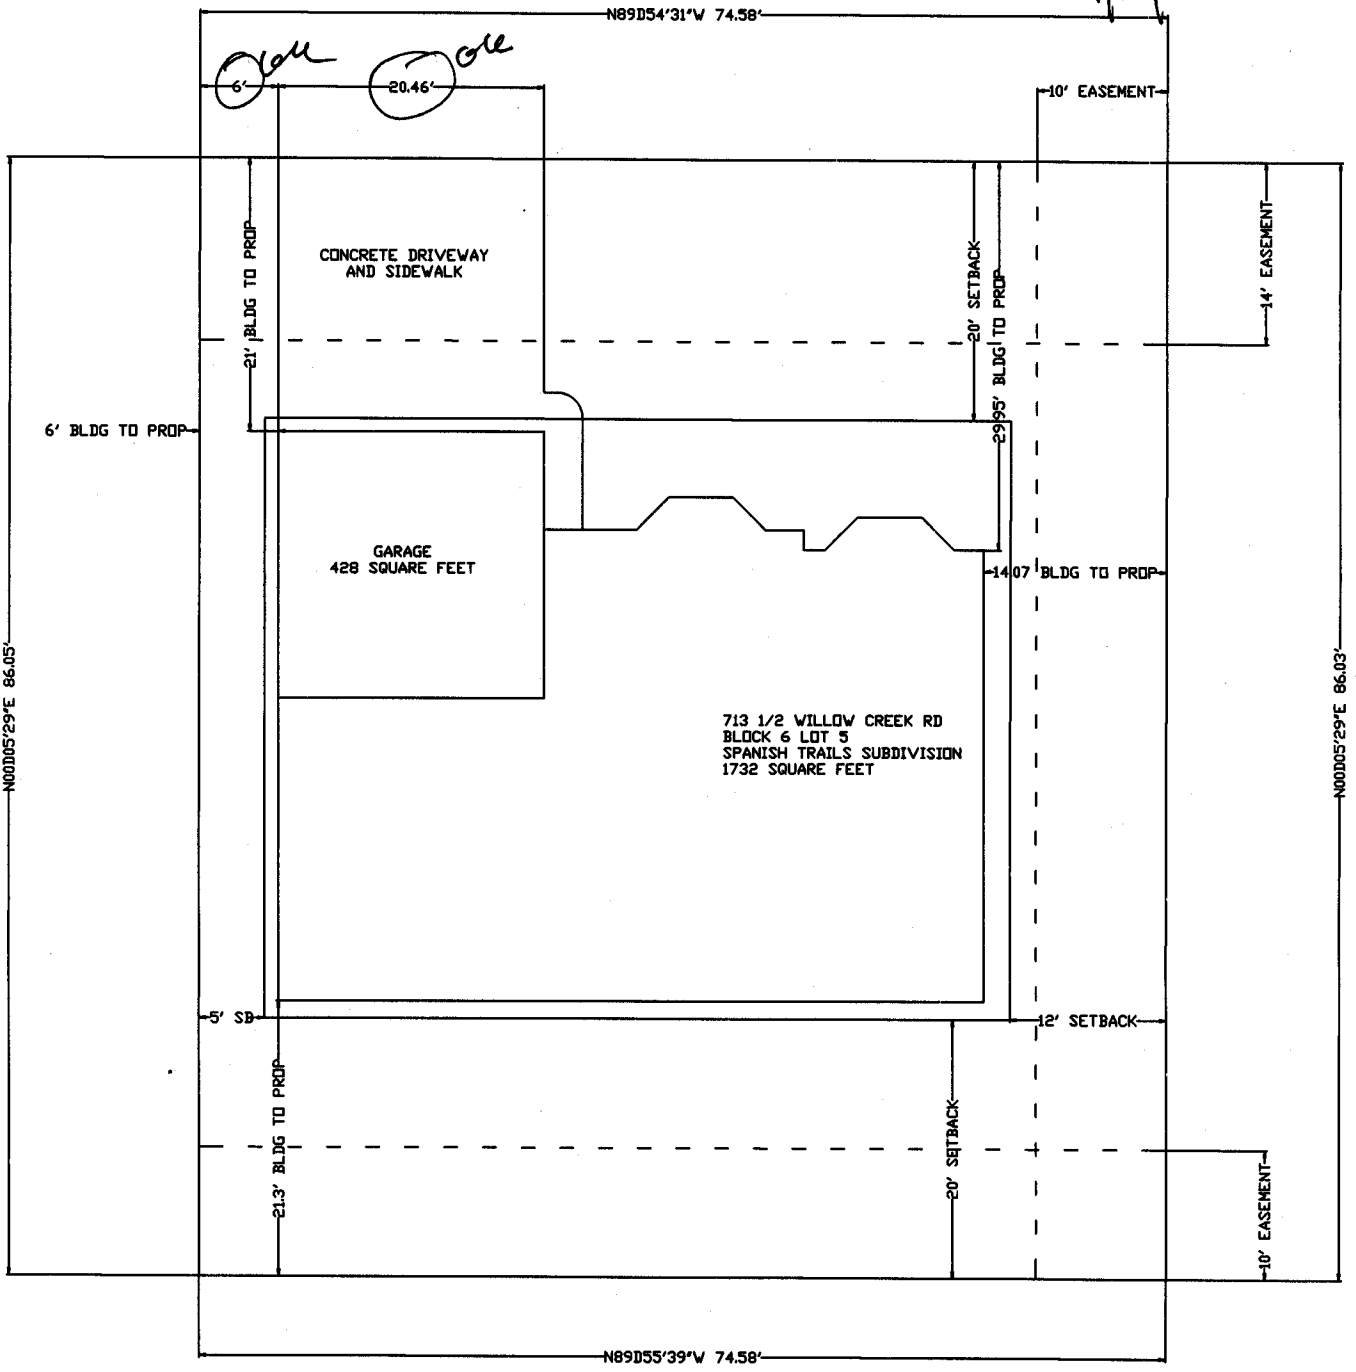 N89D54'31"W 74.58'
ok
ok
6'
20.46'
10' EASEMENT
21' BLDG TO PROP
CONCRETE DRIVEWAY
AND SIDEWALK
20' SETBACK
29.95' BLDG TO PROP
14' EASEMENT
6' BLDG TO PROP
GARAGE
428 SQUARE FEET
14.07 BLDG TO PROP
N00D05'29"E 86.05'
N00D05'29"E 86.03'
713 1/2 WILLOW CREEK RD
BLOCK 6 LOT 5
SPANISH TRAILS SUBDIVISION
1732 SQUARE FEET
5' SB
12' SETBACK
21.3' BLDG TO PROP
20' SETBACK
10' EASEMENT
N89D55'39"W 74.58'